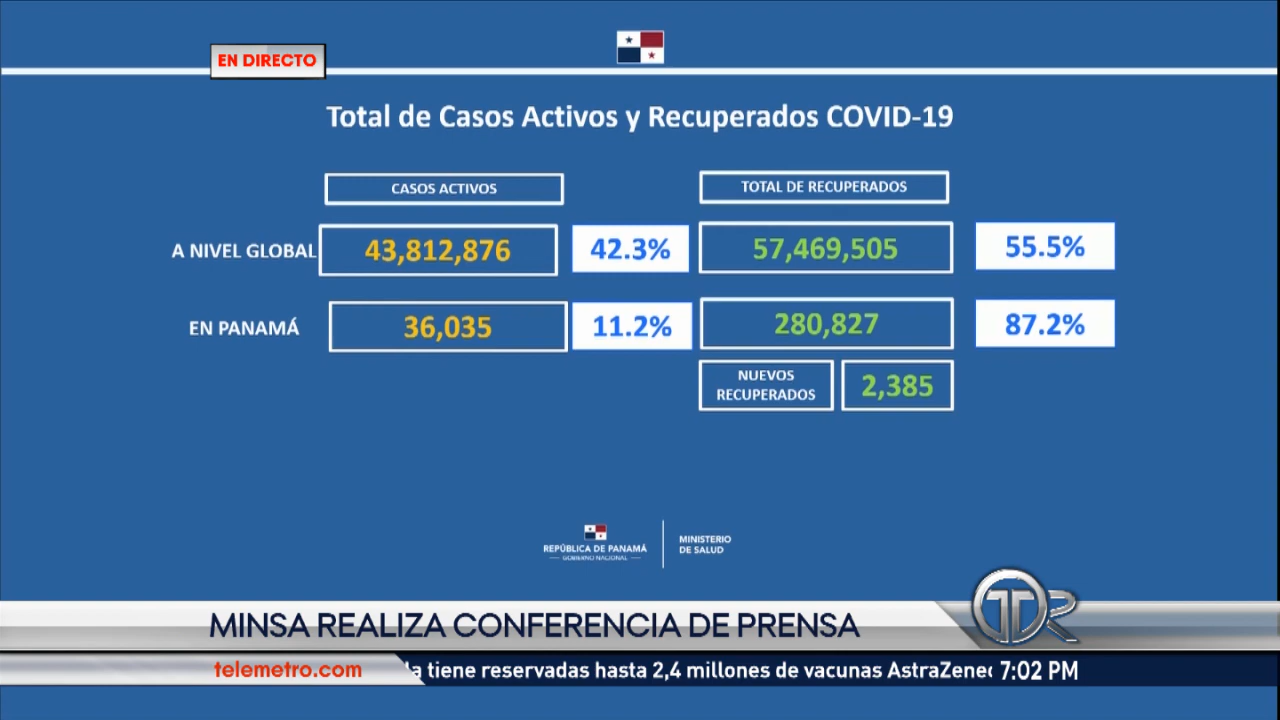 EN DIRECTO
Total de Casos Activos y Recuperados COVID-19
CASOS ACTIVOS
TOTAL DE RECUPERADOS
A NIVEL GLOBAL
43,812,876
42.3%
57,469,505
55.5%
EN PANAMÁ
36,035
11.2%
280,827
87.2%
NUEVOS
RECUPERADOS
2,385
REPÚBLICA DE PANAMÁ
— GOBIERNO NACIONAL —
MINISTERIO
DE SALUD
MINSA REALIZA CONFERENCIA DE PRENSA
TR
telemetro.com
la tiene reservadas hasta 2,4 millones de vacunas AstraZenec
7:02 PM